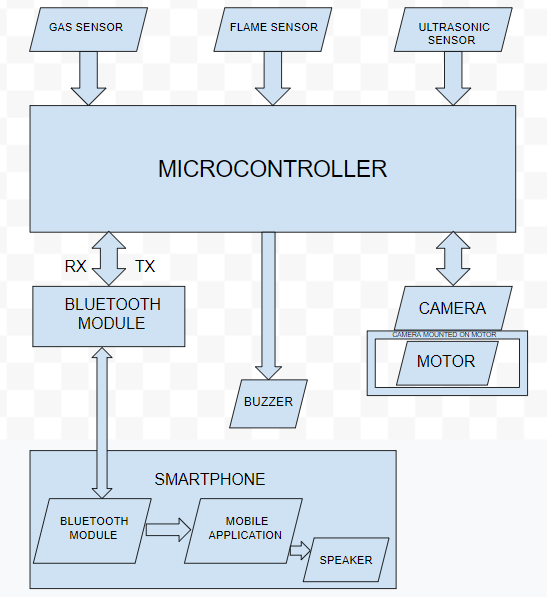 GAS SENSOR
FLAME SENSOR
ULTRASONIC
SENSOR
MICROCONTROLLER
RX
TX
BLUETOOTH
MODULE
CAMERA
CAMERA MOUNTED ON MOTOR
MOTOR
BUZZER
SMARTPHONE
BLUETOOTH
MODULE
MOBILE
APPLICATION
SPEAKER